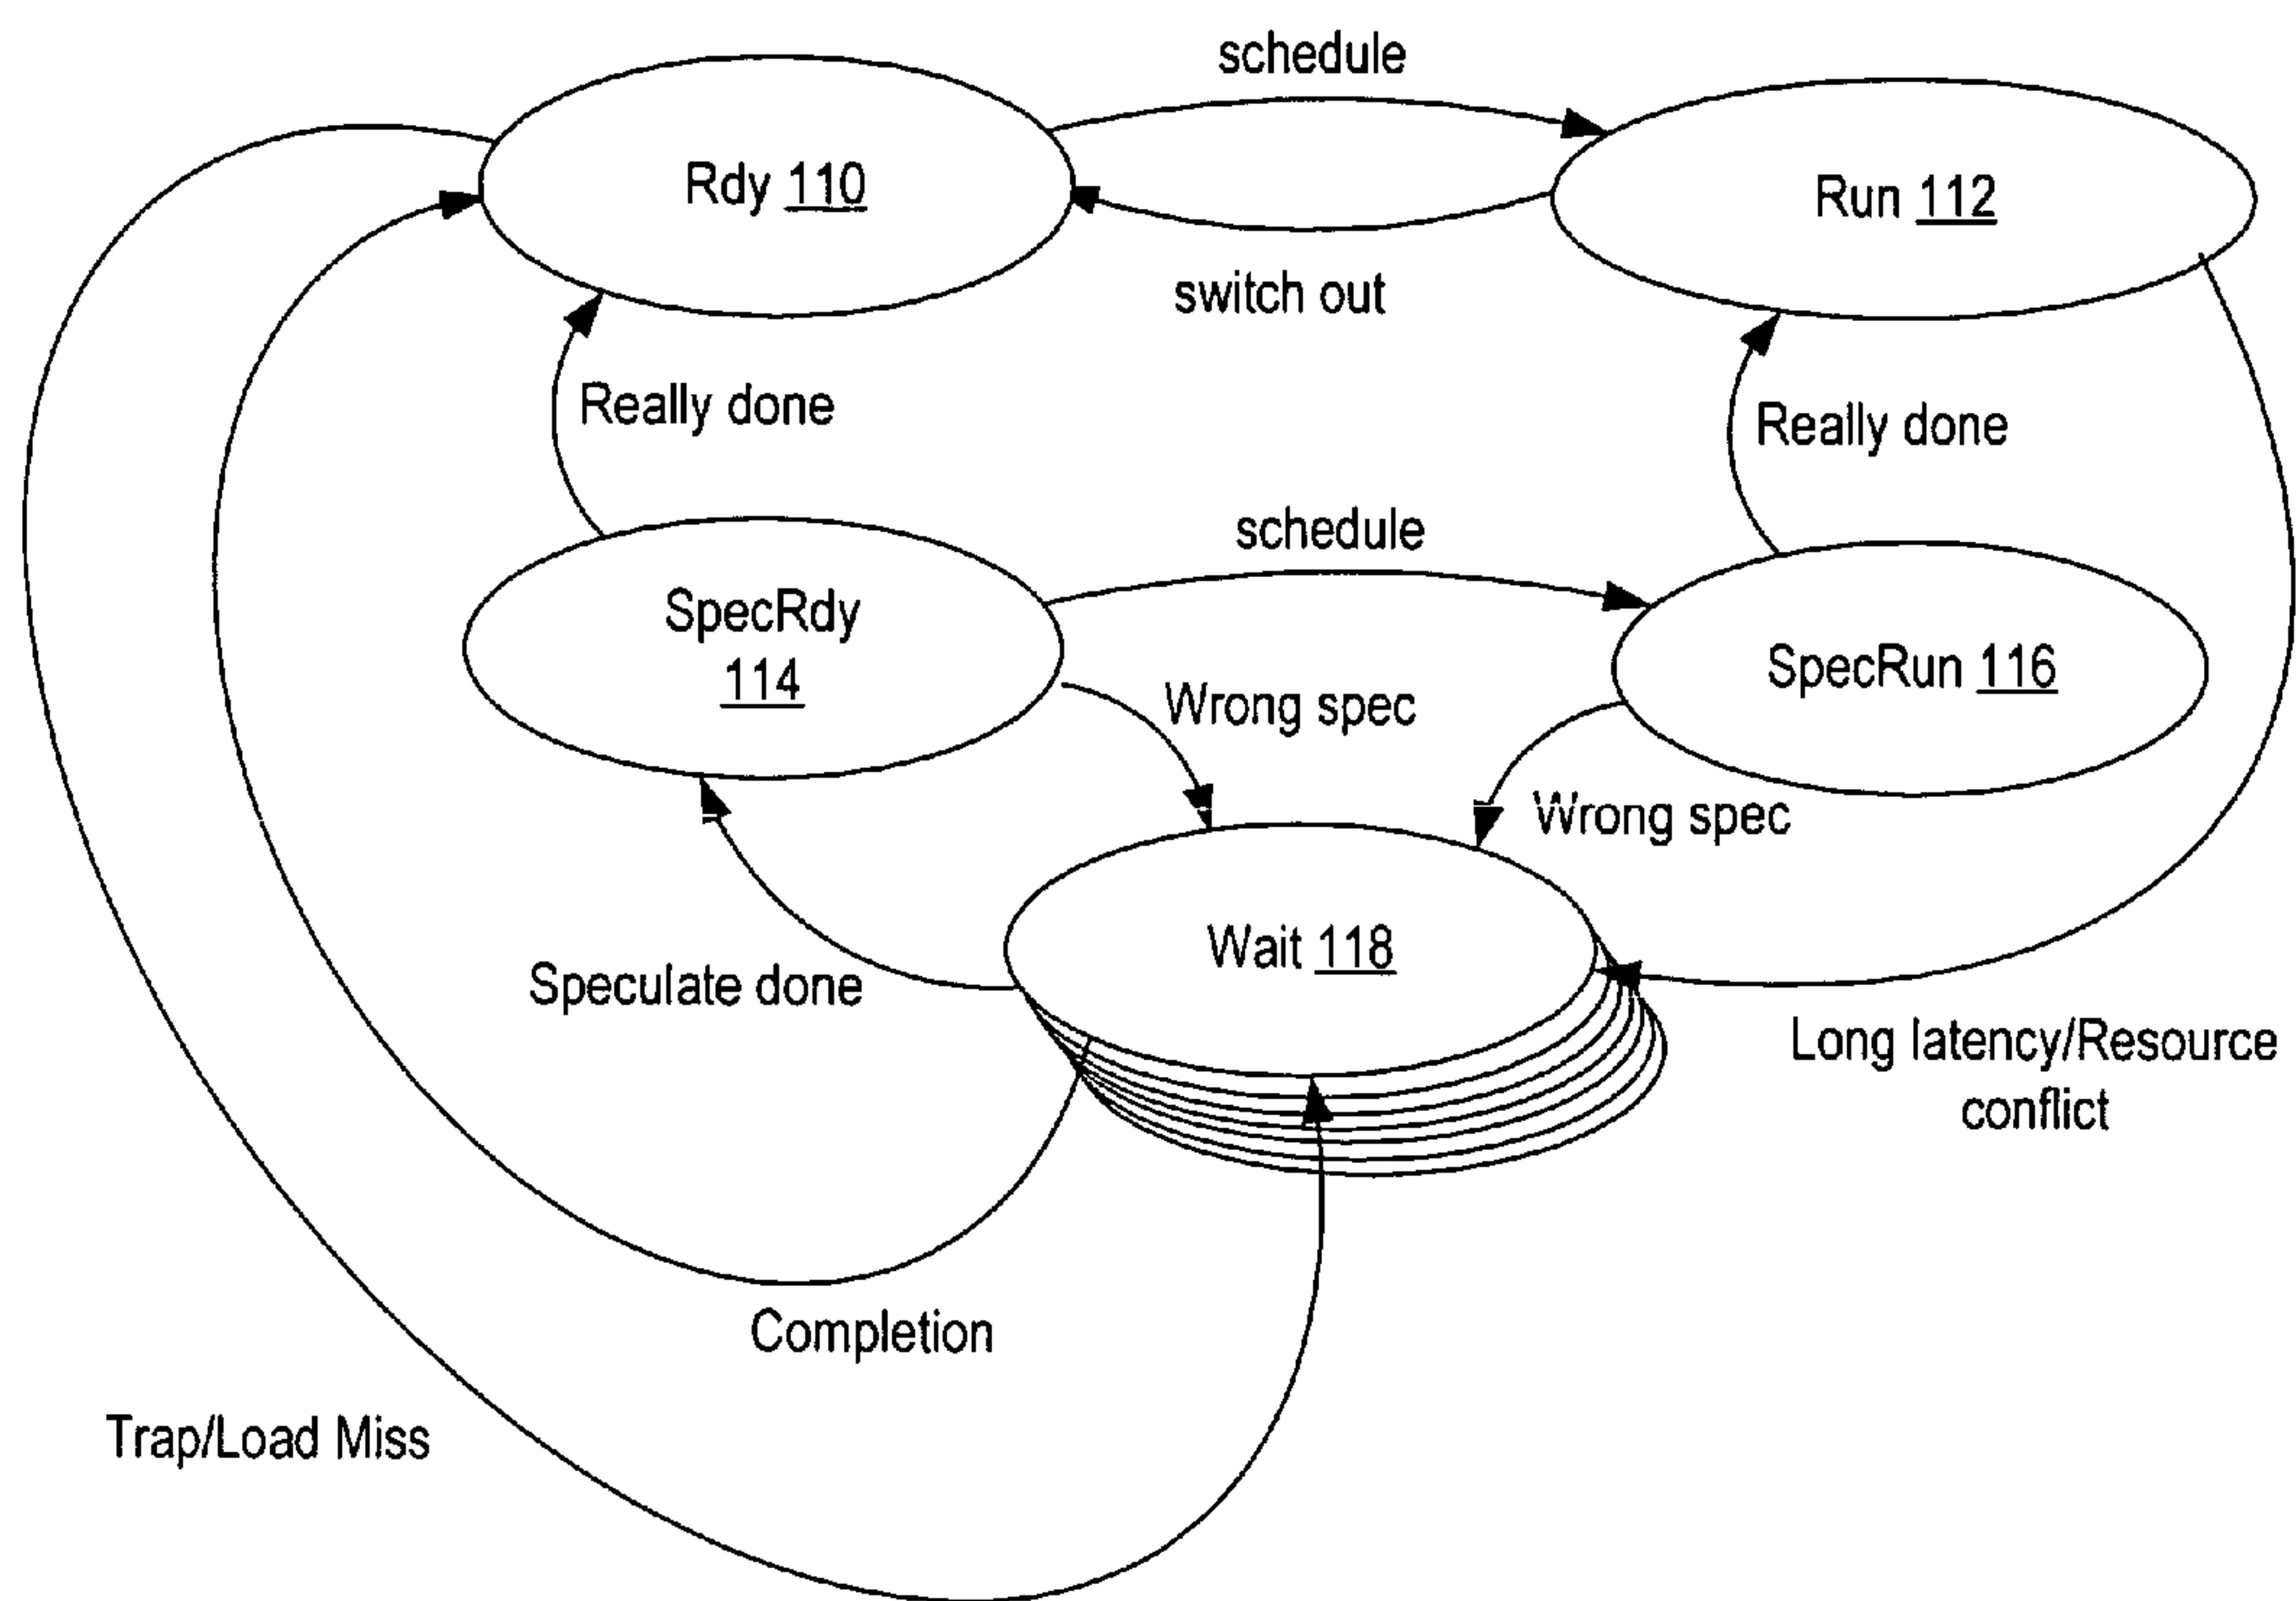 schedule
Rdy 110
Run 112
switch out
Really done
Really done
schedule
SpecRdy
114
SpecRun 116
Wrong spec
Wrong spec
Wait 118
Speculate done
Long latency/Resource
conflict
Completion
Trap/Load Miss